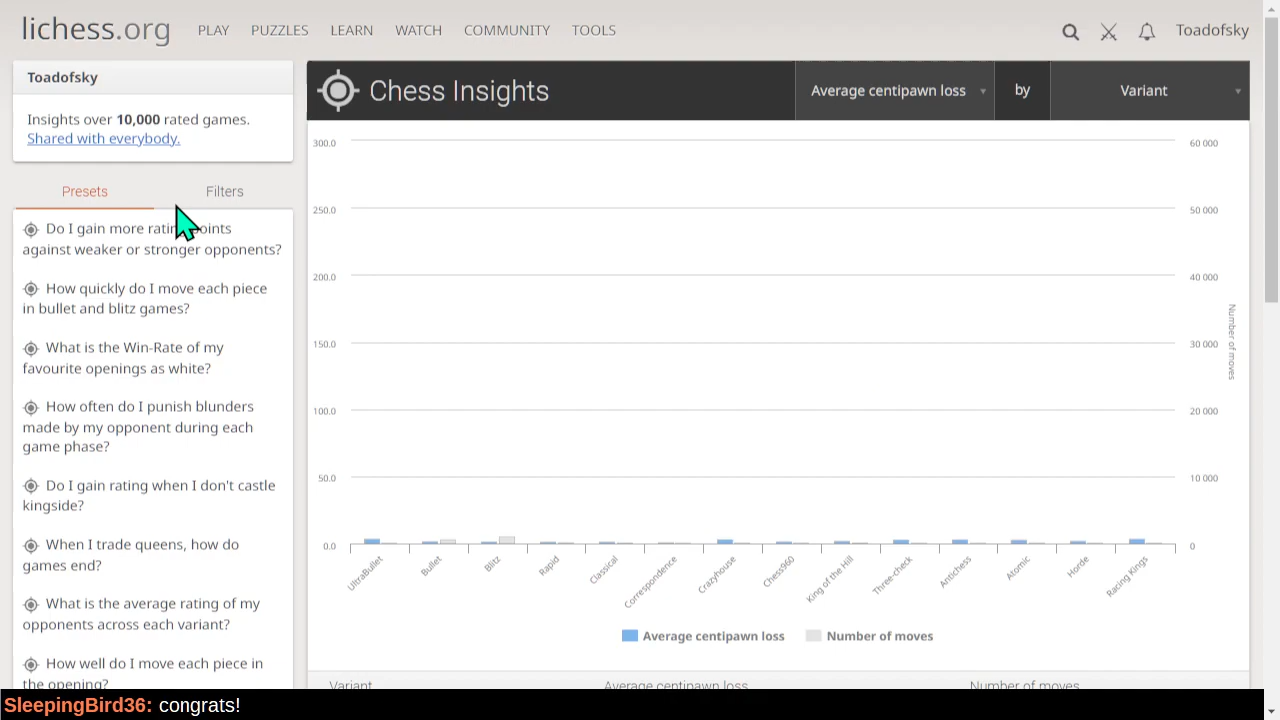 lichess.org PLAY PUZZLES LEARN WATCH COMMUNITY TOOLS Toadofsky
Toadofsky
Insights over 10,000 rated games.
Shared with everybody.
Presets Filters
Do I gain more rating points
against weaker or stronger opponents?
How quickly do I move each piece
in bullet and blitz games?
What is the Win-Rate of my
favourite openings as white?
How often do I punish blunders
made by my opponent during each
game phase?
Do I gain rating when I don't castle
kingside?
When I trade queens, how do
games end?
What is the average rating of my
opponents across each variant?
How well do I move each piece in
the opening?
Chess Insights Average centipawn loss by Variant
300.0 60 000
250.0 50 000
200.0 40 000
150.0 30 000
100.0 20 000
50.0 10 000
0.0 0
Number of moves
UltraBullet Bullet Blitz Rapid Classical Correspondence Crazyhouse Chess960 King of the Hill Three-check Antichess Atomic Horde Racing Kings
Average centipawn loss Number of moves
Variant Average centipawn loss Number of moves
SleepingBird36: congrats!